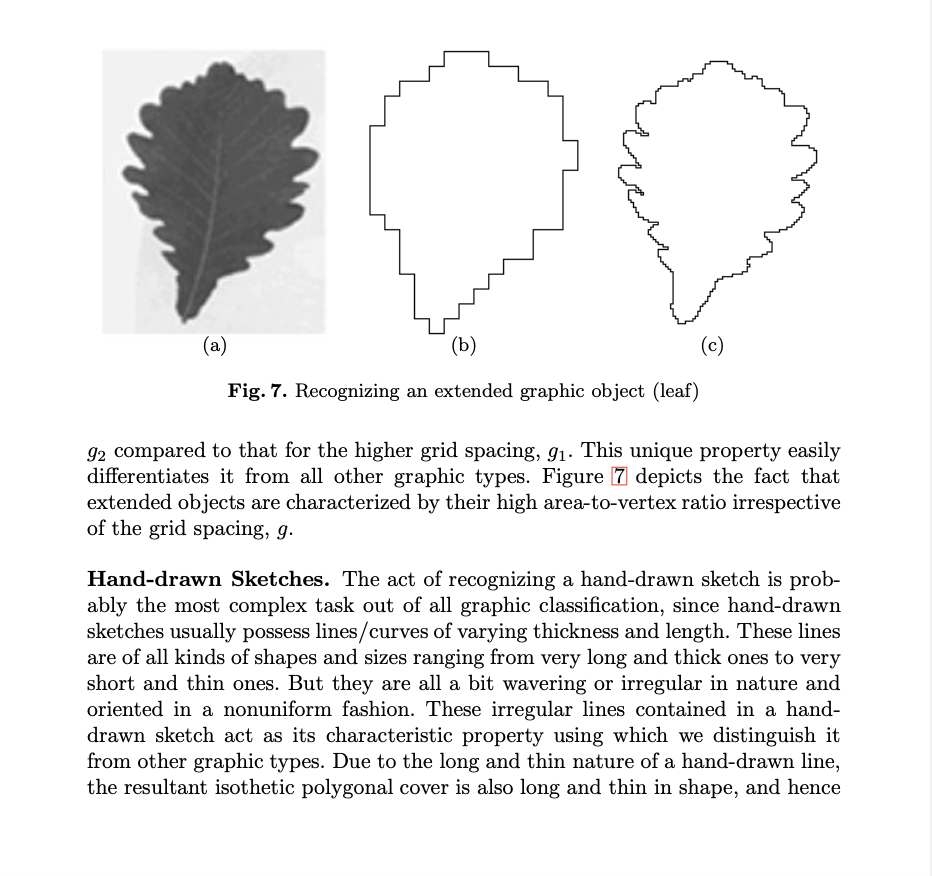 (a) (b) (c)
Fig. 7. Recognizing an extended graphic object (leaf)
g2 compared to that for the higher grid spacing, g1. This unique property easily
differentiates it from all other graphic types. Figure 7 depicts the fact that
extended objects are characterized by their high area-to-vertex ratio irrespective
of the grid spacing, g.
Hand-drawn Sketches. The act of recognizing a hand-drawn sketch is prob-
ably the most complex task out of all graphic classification, since hand-drawn
sketches usually possess lines/curves of varying thickness and length. These lines
are of all kinds of shapes and sizes ranging from very long and thick ones to very
short and thin ones. But they are all a bit wavering or irregular in nature and
oriented in a nonuniform fashion. These irregular lines contained in a hand-
drawn sketch act as its characteristic property using which we distinguish it
from other graphic types. Due to the long and thin nature of a hand-drawn line,
the resultant isothetic polygonal cover is also long and thin in shape, and hence